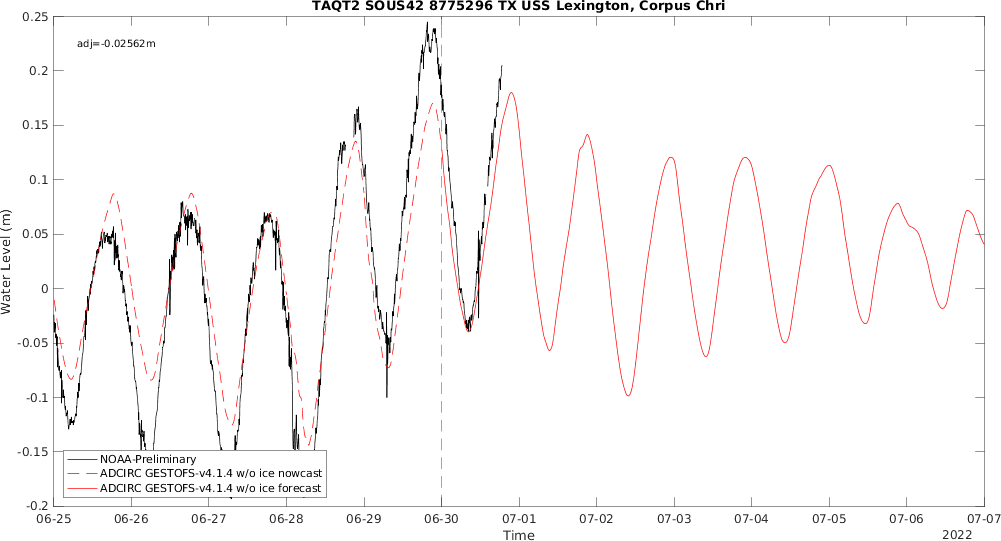 TAQT2 SOUS42 8775296 TX USS Lexington, Corpus Chri
adj=-0.02562m
0.25
0.2
0.15
0.1
0.05
0
-0.05
-0.1
-0.15
-0.2
Water Level (m)
NOAA-Preliminary
ADCIRC GESTOFS-v4.1.4 w/o ice nowcast
ADCIRC GESTOFS-v4.1.4 w/o ice forecast
06-25 06-26 06-27 06-28 06-29 06-30 07-01 07-02 07-03 07-04 07-05 07-06 07-07
Time
2022